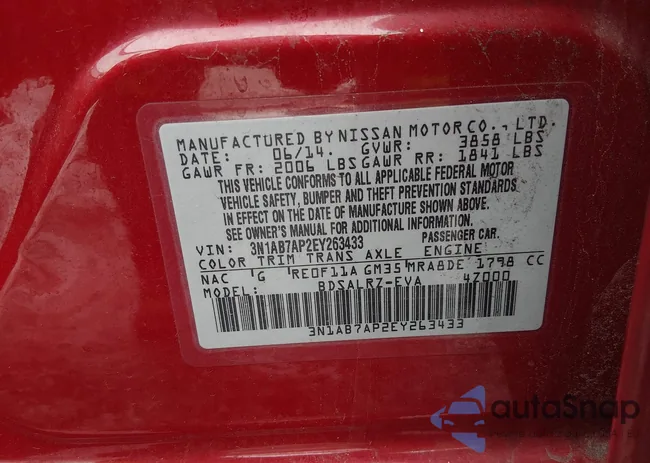 MANUFACTURED BY NISSAN MOTOR CO., LTD.
DATE: 06/14 GVWR: 3858 LBS
GAWR FR: 2006 LBS GAWR RR: 1841 LBS
THIS VEHICLE CONFORMS TO ALL APPLICABLE FEDERAL MOTOR
VEHICLE SAFETY, BUMPER AND THEFT PREVENTION STANDARDS
IN EFFECT ON THE DATE OF MANUFACTURE SHOWN ABOVE.
SEE OWNER'S MANUAL FOR ADDITIONAL INFORMATION.
VIN: 3N1AB7AP2EY263433 PASSENGER CAR.
COLOR TRIM TRANS AXLE ENGINE:
NAC G RE0F11A GM35 MRA8DE 1798 CC
MODEL: BDSALRZ-EVA 47000
3N1AB7AP2EY263433
autoSnap